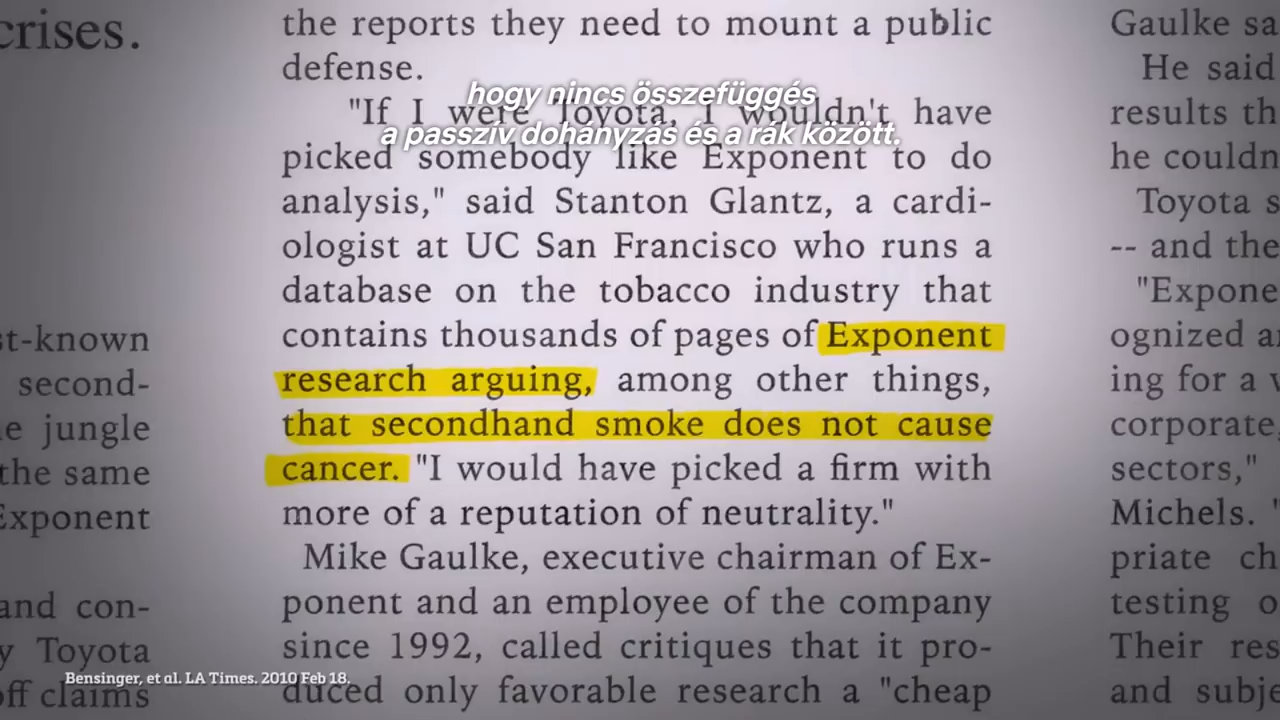 crises.
st-known
second-
e jungle
the same
Exponent
and con-
y Toyota
off claims
the reports they need to mount a public
defense.
"If I were Toyota, I wouldn't have
picked somebody like Exponent to do
analysis," said Stanton Glantz, a cardi-
ologist at UC San Francisco who runs a
database on the tobacco industry that
contains thousands of pages of Exponent
research arguing, among other things,
that secondhand smoke does not cause
cancer. "I would have picked a firm with
more of a reputation of neutrality."
Mike Gaulke, executive chairman of Ex-
ponent and an employee of the company
since 1992, called critiques that it pro-
duced only favorable research a "cheap
Gaulke sa
He said
results th
he couldn
Toyota s
-- and the
"Expone
ognized a
ing for a
corporate,
sectors,"
Michels. "
priate ch
testing o
Their res
and subje
hogy nincs összefüggés
a passzív dohányzás és a rák között.
Bensinger, et al. LA Times. 2010 Feb 18.